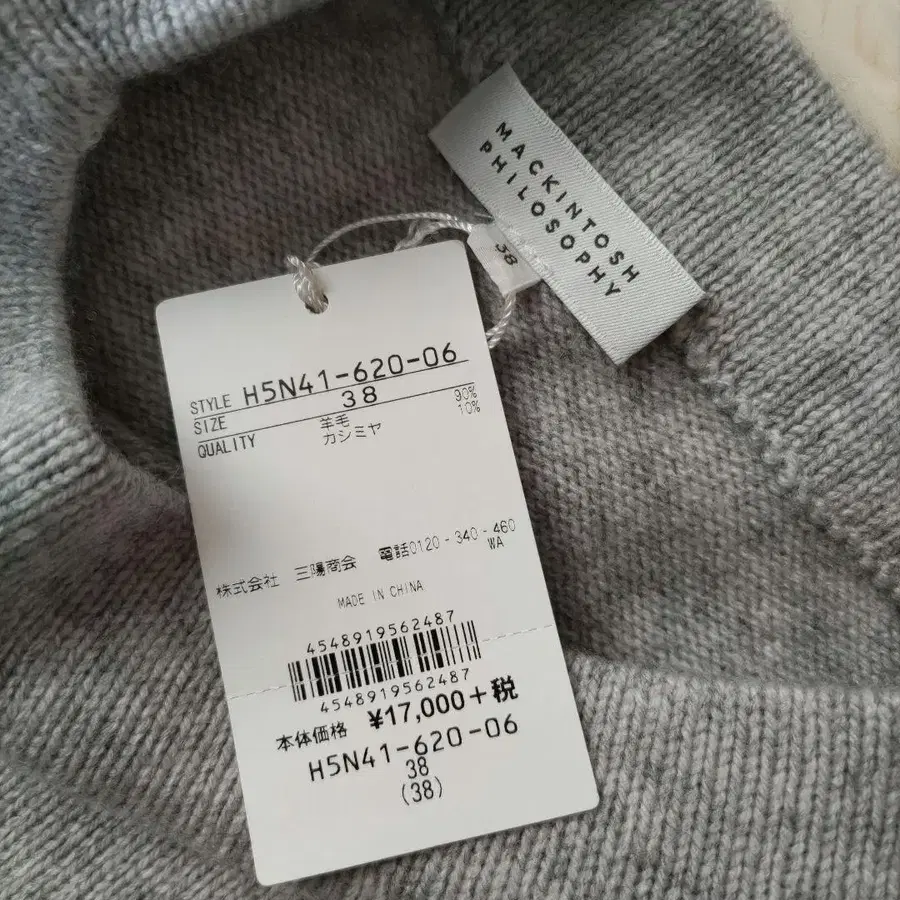 MACKINTOSH
PHILOSOPHY
38
STYLE H5N41-620-06
SIZE 38
QUALITY 羊毛 90%
カシミヤ 10%
株式会社 三陽商会 電話0120-340-460
WA
MADE IN CHINA
4548919562487
4548919562487
本体価格 ¥17,000+税
H5N41-620-06
38
(38)